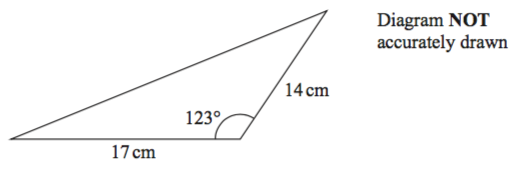 Diagram NOT
accurately drawn
14 cm
123°
17 cm